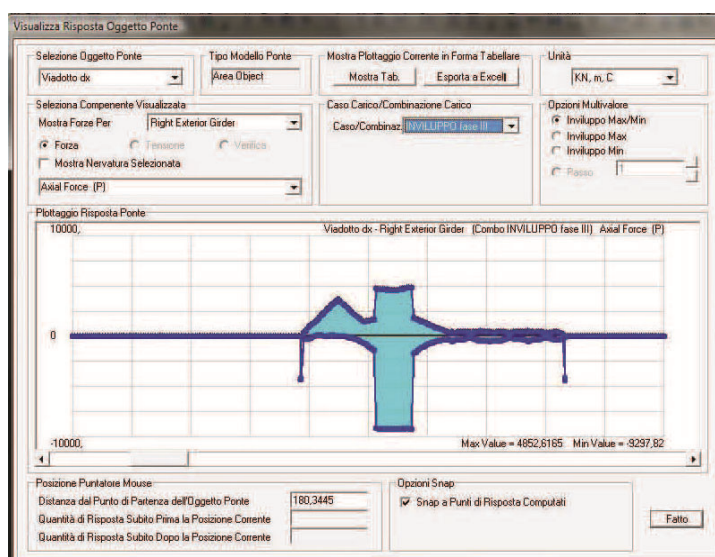 Visualizza Risposta Oggetto Ponte
Selezione Oggetto Ponte
Viadotto dx
Tipo Modello Ponte
Area Object
Mostra Plottaggio Corrente in Forma Tabellare
Mostra Tab.
Esporta a Excell
Unità
KN, m, C
Seleziona Compenente Visualizzata
Mostra Forze Per
Right Exterior Girder
Forza
Tensione
Verifica
Mostra Nervatura Selezionata
Axial Force (P)
Caso Carico/Combinazione Carico
Caso/Combinaz.
INVILUPPO fase III
Opzioni Multivalore
Inviluppo Max/Min
Inviluppo Max
Inviluppo Min
Passo
1
Plottaggio Risposta Ponte
10000,
Viadotto dx - Right Exterior Girder (Combo INVILUPPO fase III) Axial Force (P)
0
-10000,
Max Value = 4852,6165 Min Value = -9297,82
Posizione Puntatore Mouse
Distanza dal Punto di Partenza dell'Oggetto Ponte
180,3445
Quantità di Risposta Subito Prima la Posizione Corrente
Quantità di Risposta Subito Dopo la Posizione Corrente
Opzioni Snap
Snap a Punti di Risposta Computati
Fatto